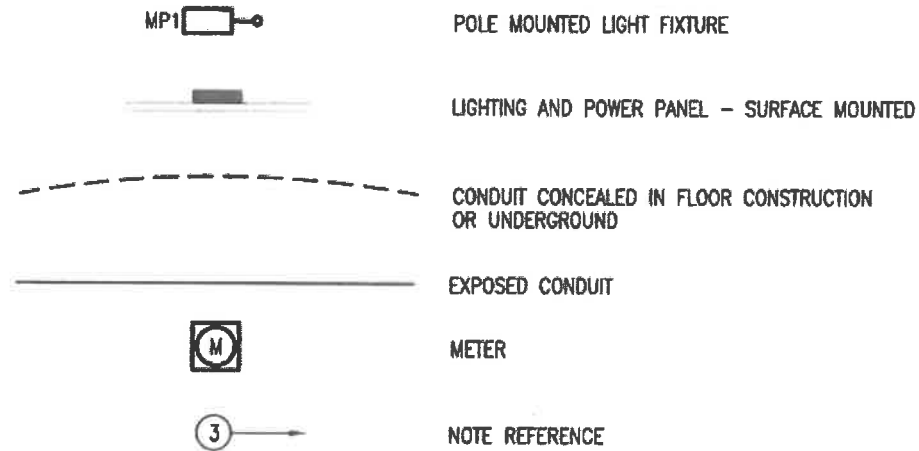 MP1 POLE MOUNTED LIGHT FIXTURE
LIGHTING AND POWER PANEL – SURFACE MOUNTED
CONDUIT CONCEALED IN FLOOR CONSTRUCTION
OR UNDERGROUND
EXPOSED CONDUIT
M METER
3 NOTE REFERENCE